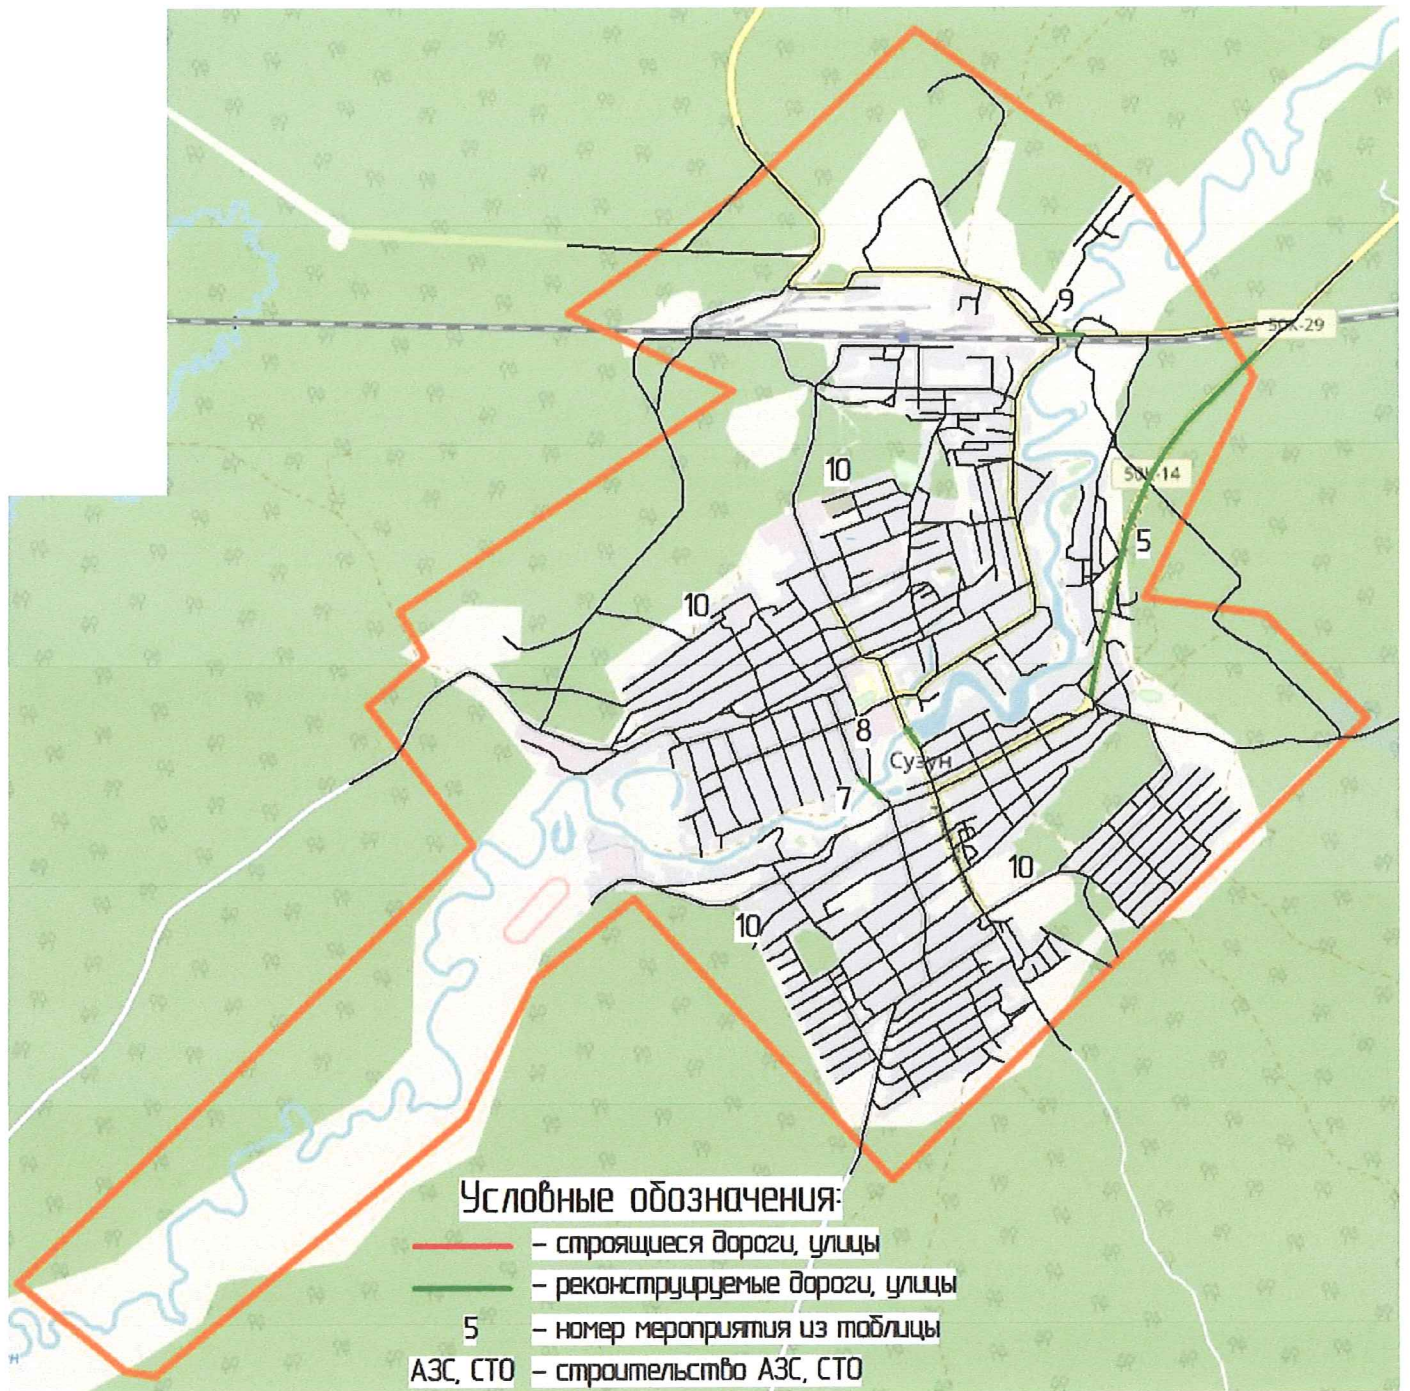 9
50К-29
10
50К-14
5
10
8
Сузун
7
10
10
Условные обозначения:
– строящиеся дороги, улицы
– реконструируемые дороги, улицы
5 – номер мероприятия из таблицы
АЗС, СТО – строительство АЗС, СТО